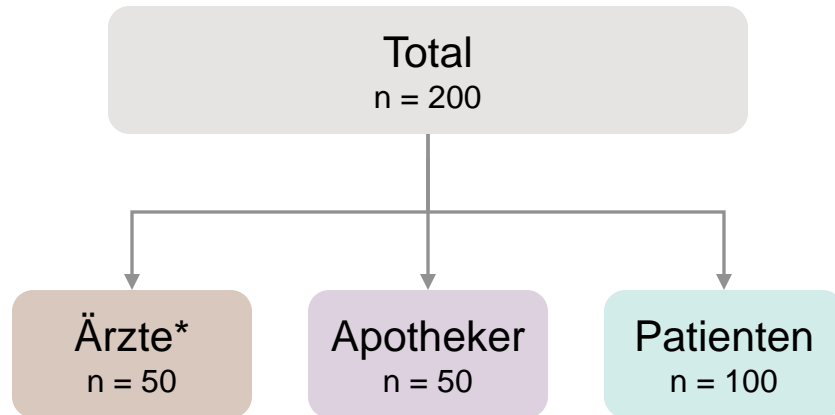 Total
n = 200
Ärzte*
n = 50
Apotheker
n = 50
Patienten
n = 100